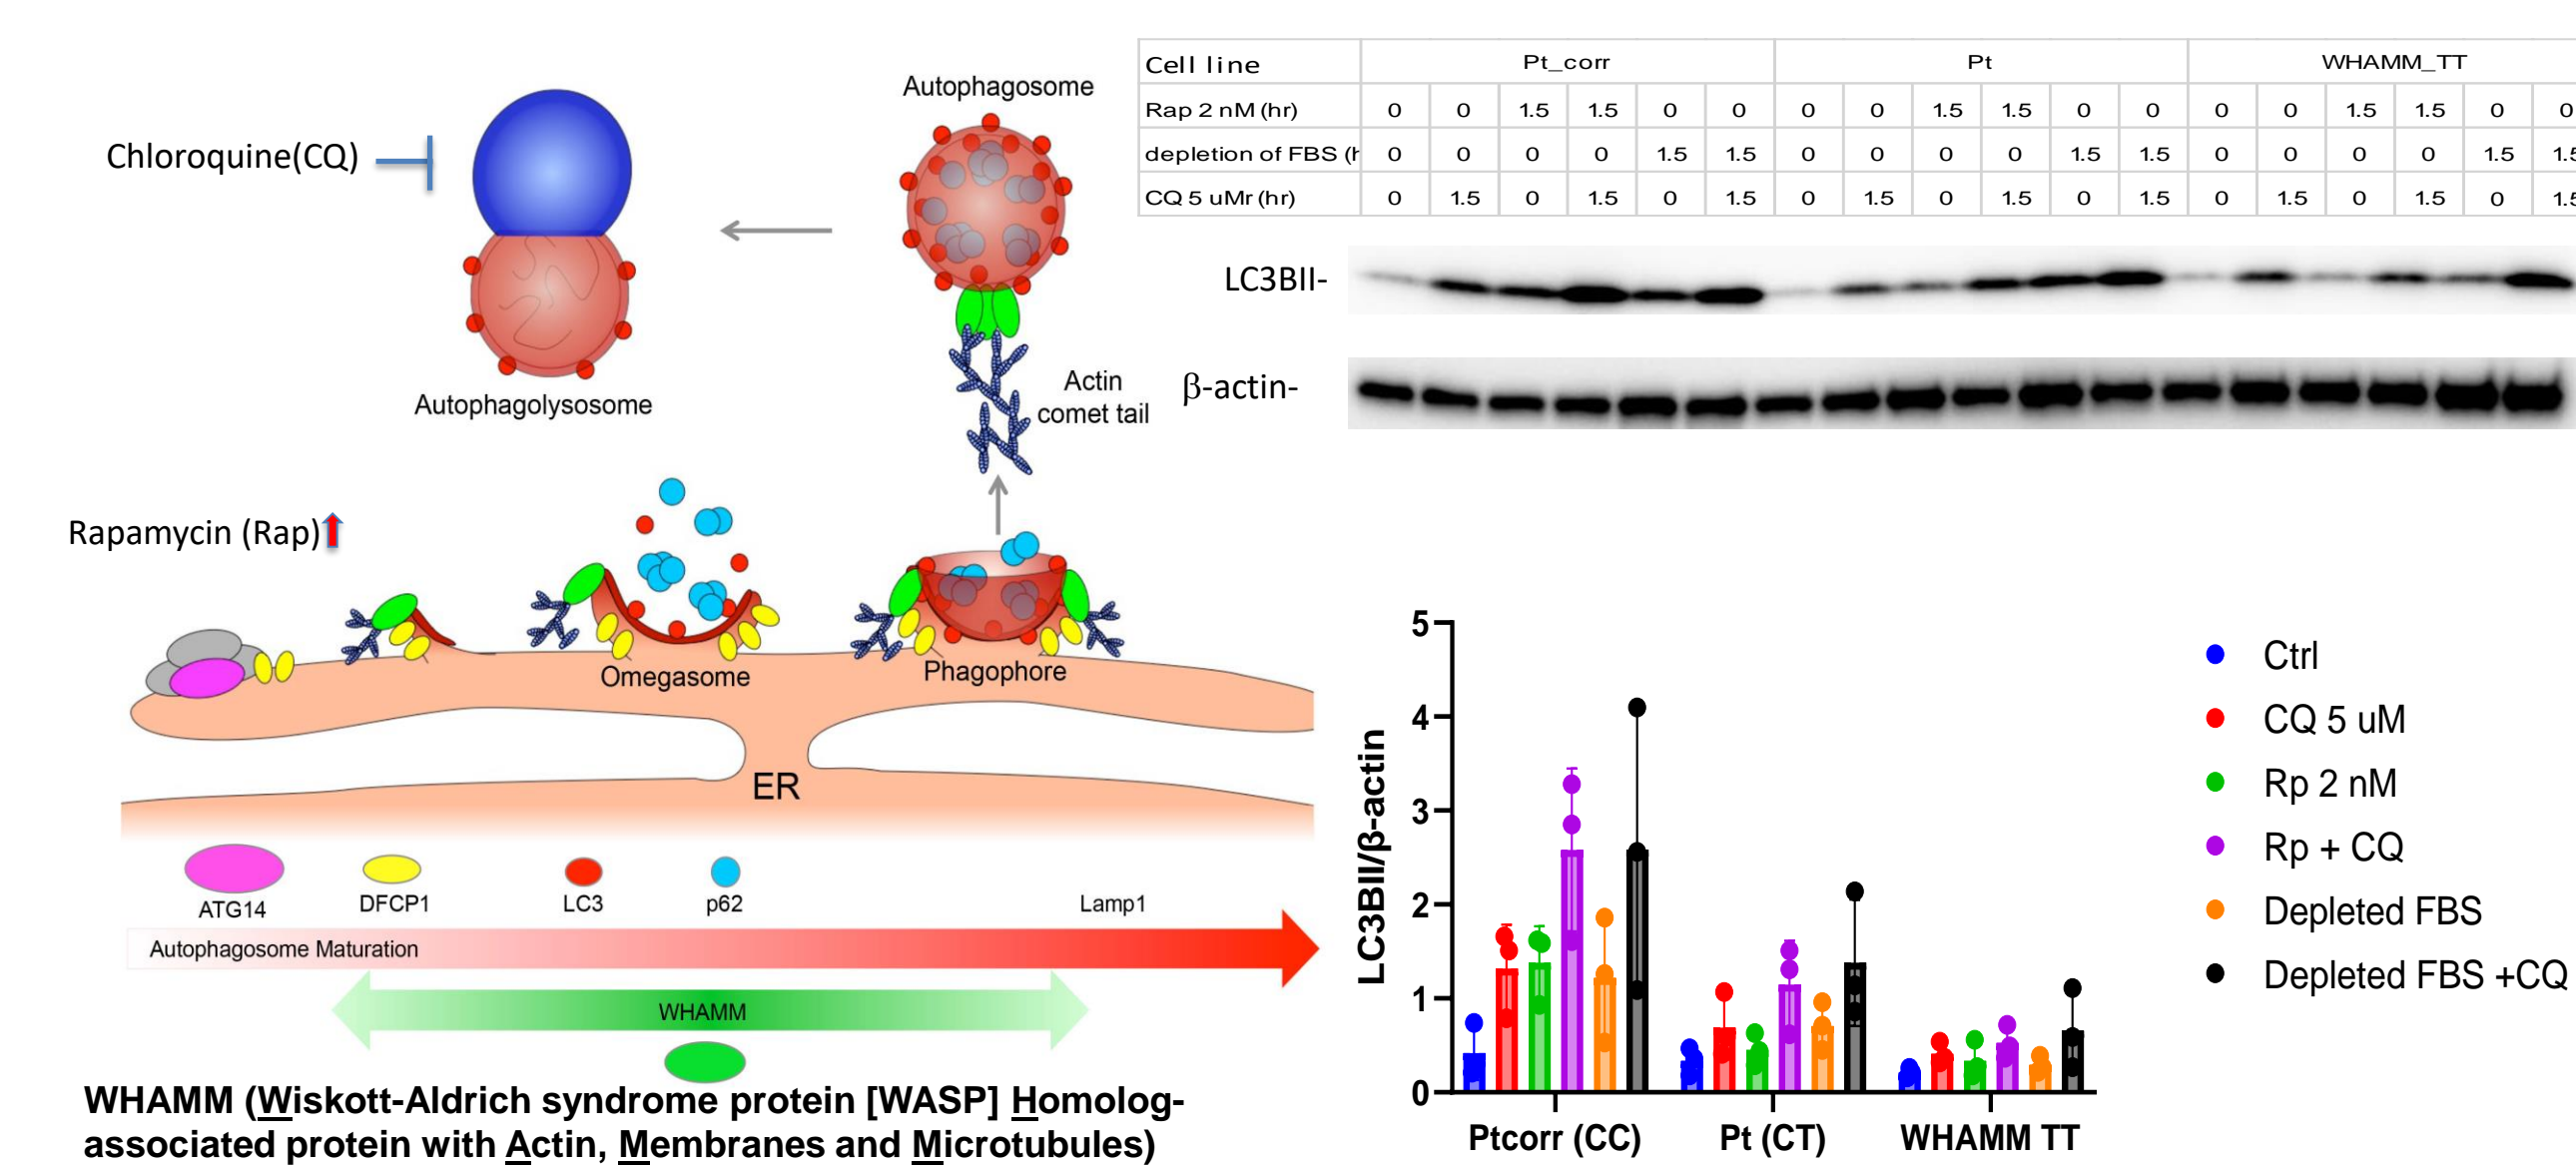 Chloroquine(CQ)
Autophagosome
Actin
comet tail
Autophagolysosome
Rapamycin (Rap)
Omegasome
Phagophore
ER
ATG14
DFCP1
LC3
p62
Lamp1
Autophagosome Maturation
WHAMM
WHAMM (Wiskott-Aldrich syndrome protein [WASP] Homolog-
associated protein with Actin, Membranes and Microtubules)
Cell line Pt_corr Pt WHAMM_TT
Rap 2 nM (hr) 0 0 1.5 1.5 0 0 0 0 1.5 1.5 0 0 0 0 1.5 1.5 0 0
depletion of FBS (h 0 0 0 0 1.5 1.5 0 0 0 0 1.5 1.5 0 0 0 0 1.5 1.5
CQ 5 uMr (hr) 0 1.5 0 1.5 0 1.5 0 1.5 0 1.5 0 1.5 0 1.5 0 1.5 0 1.5
LC3BII-
β-actin-
LC3BII/β-actin
5
4
3
2
1
0
Ptcorr (CC) Pt (CT) WHAMM TT
Ctrl
CQ 5 uM
Rp 2 nM
Rp + CQ
Depleted FBS
Depleted FBS +CQ